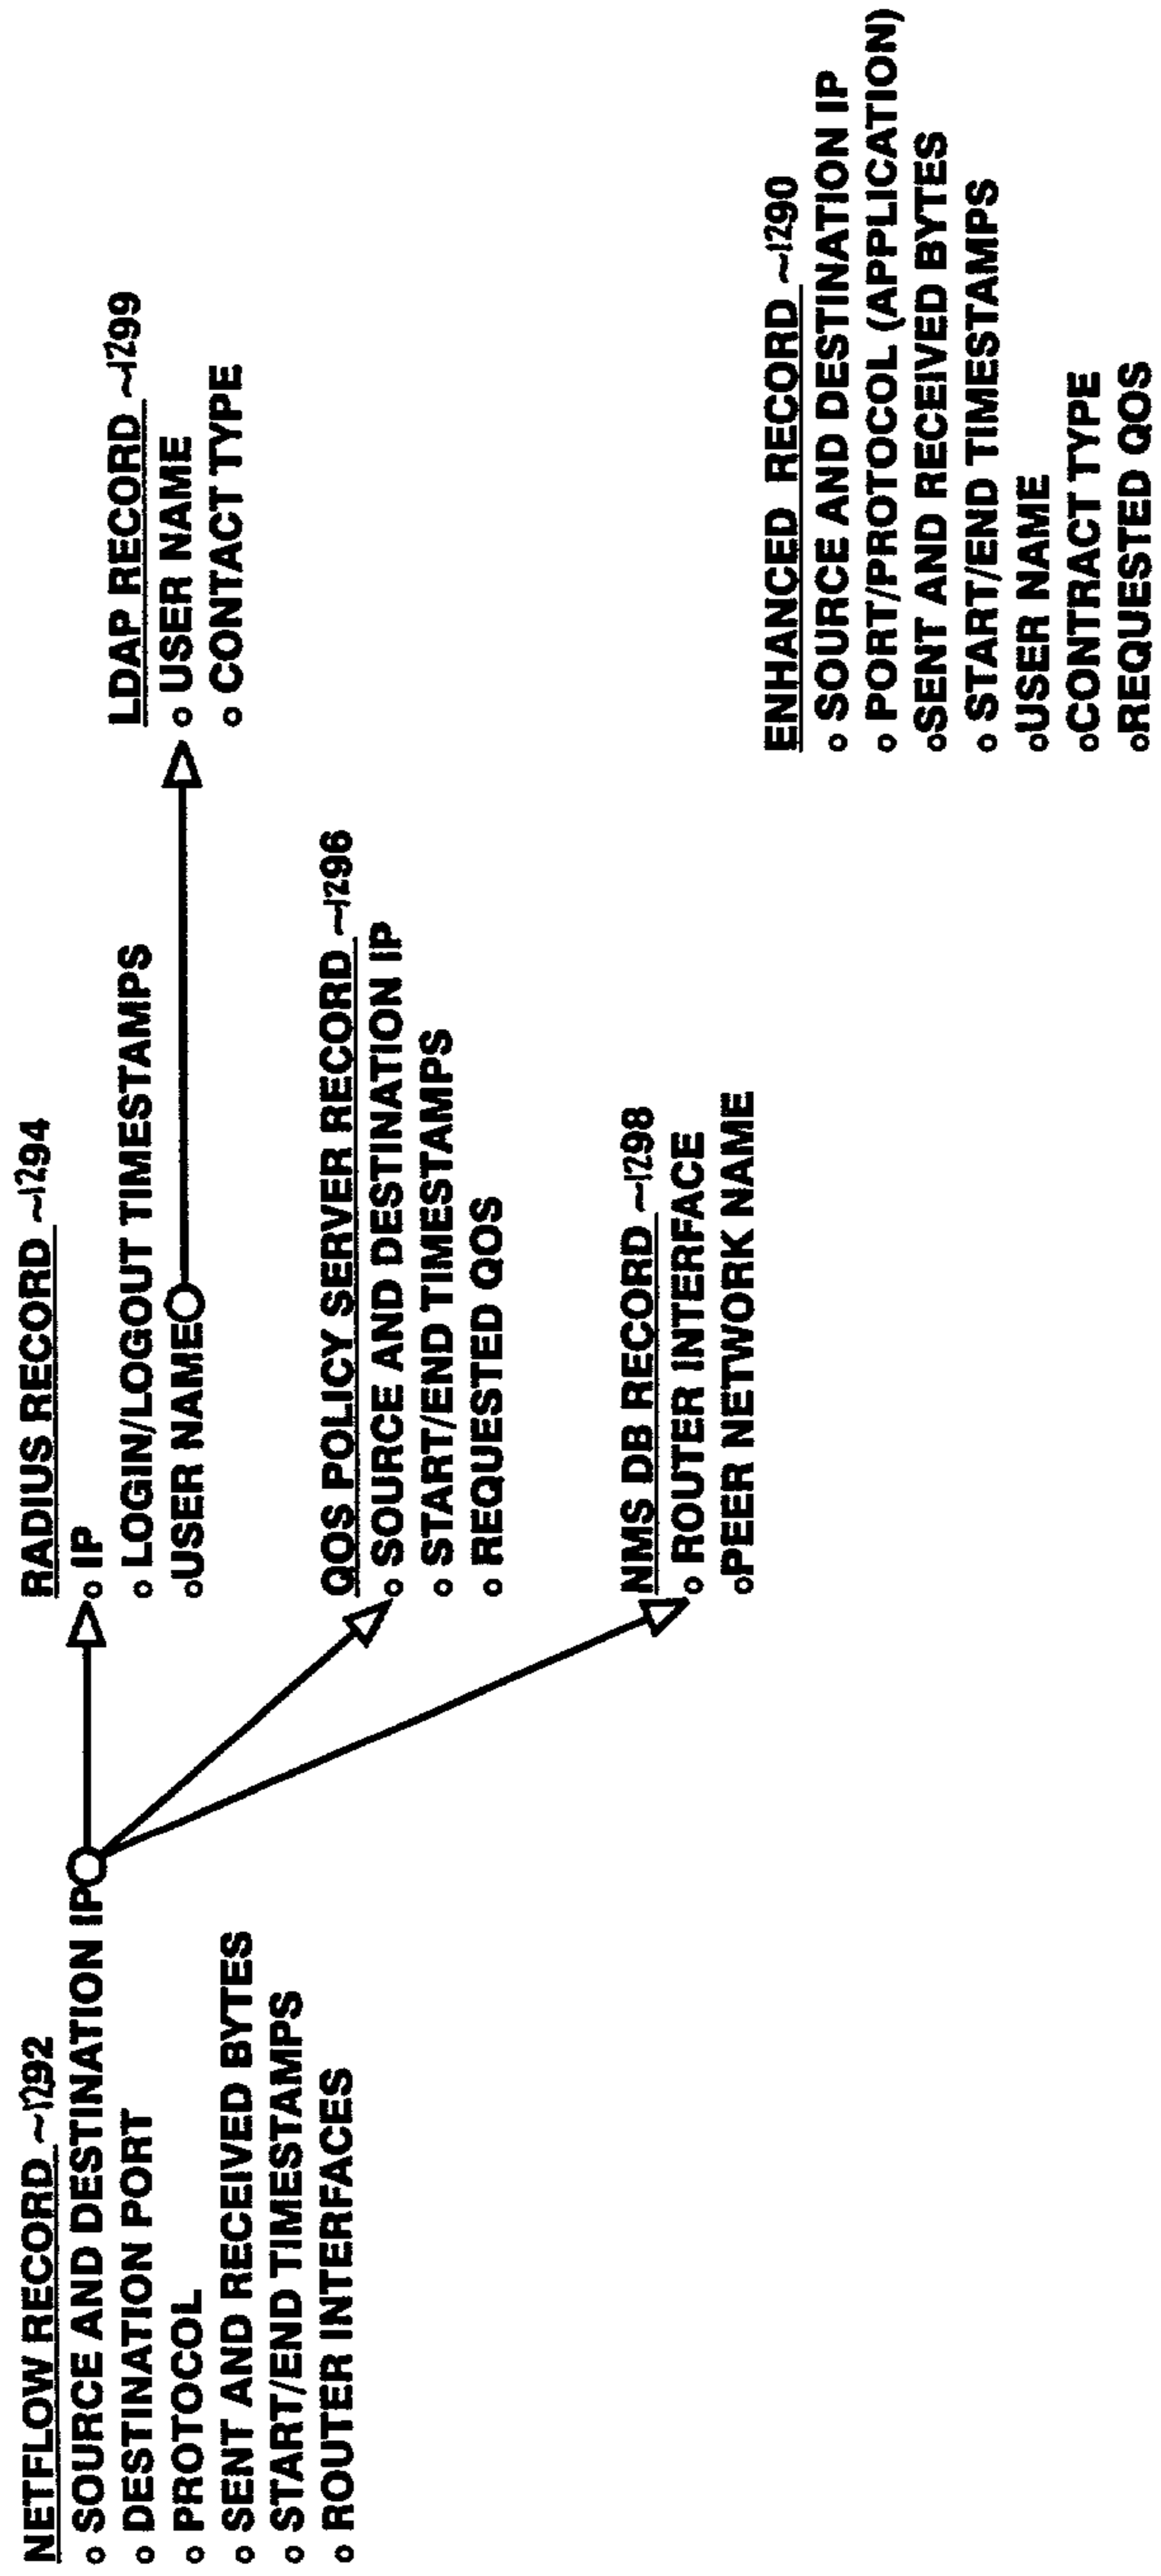 NETFLOW RECORD ~1292
o SOURCE AND DESTINATION IP
o DESTINATION PORT
o PROTOCOL
o SENT AND RECEIVED BYTES
o START/END TIMESTAMPS
o ROUTER INTERFACES
RADIUS RECORD ~1294
o IP
o LOGIN/LOGOUT TIMESTAMPS
o USER NAME
QOS POLICY SERVER RECORD ~1296
o SOURCE AND DESTINATION IP
o START/END TIMESTAMPS
o REQUESTED QOS
NMS DB RECORD ~1298
o ROUTER INTERFACE
o PEER NETWORK NAME
LDAP RECORD ~1299
o USER NAME
o CONTACT TYPE
ENHANCED RECORD ~1290
o SOURCE AND DESTINATION IP
o PORT/PROTOCOL (APPLICATION)
o SENT AND RECEIVED BYTES
o START/END TIMESTAMPS
o USER NAME
o CONTRACT TYPE
o REQUESTED QOS